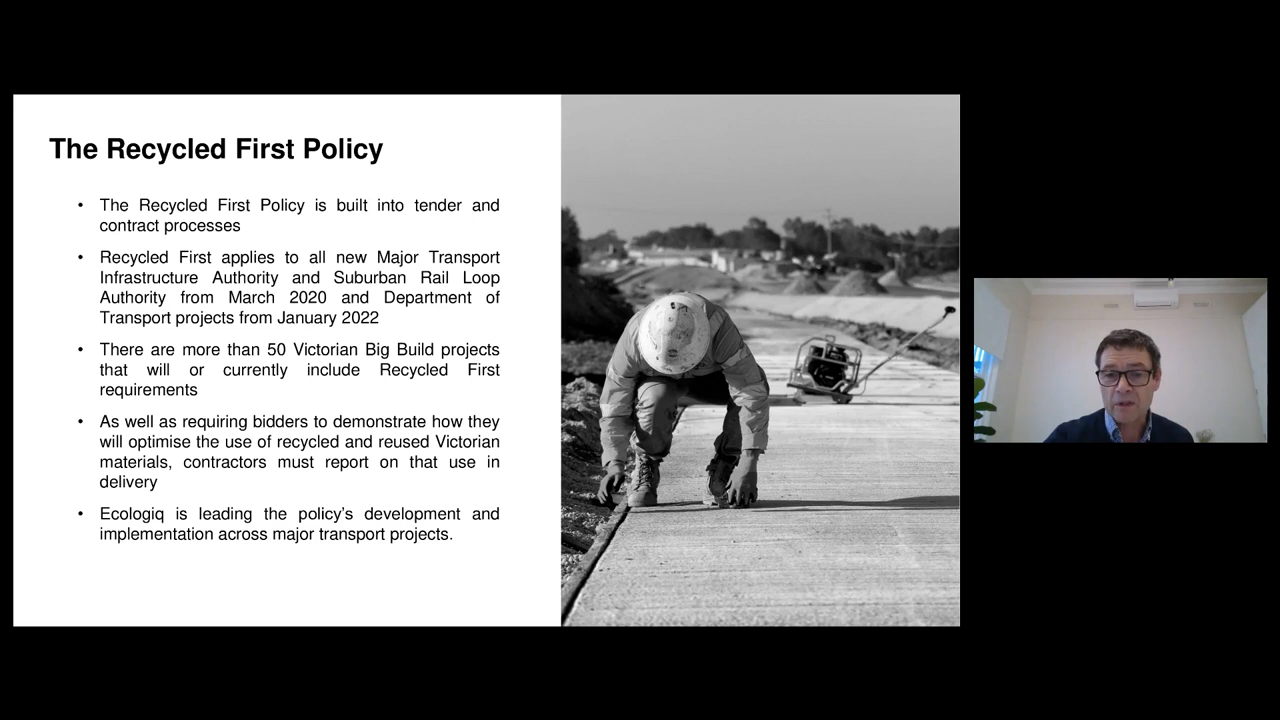 The Recycled First Policy
• The Recycled First Policy is built into tender and
contract processes
• Recycled First applies to all new Major Transport
Infrastructure Authority and Suburban Rail Loop
Authority from March 2020 and Department of
Transport projects from January 2022
• There are more than 50 Victorian Big Build projects
that will or currently include Recycled First
requirements
• As well as requiring bidders to demonstrate how they
will optimise the use of recycled and reused Victorian
materials, contractors must report on that use in
delivery
• Ecologiq is leading the policy’s development and
implementation across major transport projects.